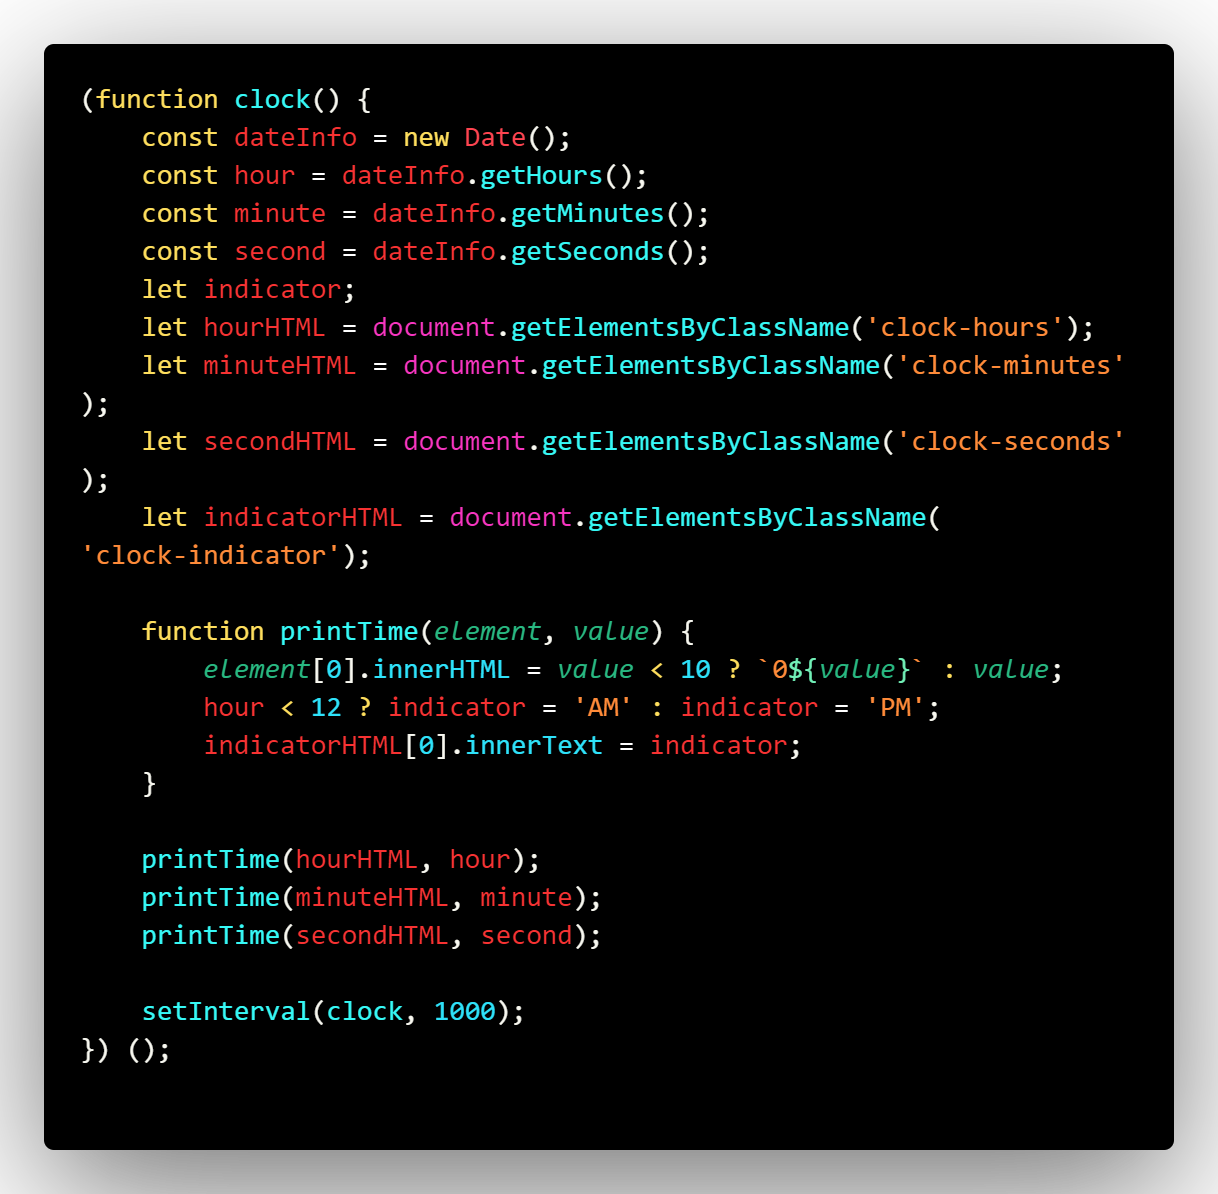 (function clock() {
    const dateInfo = new Date();
    const hour = dateInfo.getHours();
    const minute = dateInfo.getMinutes();
    const second = dateInfo.getSeconds();
    let indicator;
    let hourHTML = document.getElementsByClassName('clock-hours');
    let minuteHTML = document.getElementsByClassName('clock-minutes'
);
    let secondHTML = document.getElementsByClassName('clock-seconds'
);
    let indicatorHTML = document.getElementsByClassName(
'clock-indicator');

    function printTime(element, value) {
        element[0].innerHTML = value < 10 ? `0${value}` : value;
        hour < 12 ? indicator = 'AM' : indicator = 'PM';
        indicatorHTML[0].innerText = indicator;
    }

    printTime(hourHTML, hour);
    printTime(minuteHTML, minute);
    printTime(secondHTML, second);

    setInterval(clock, 1000);
}) ();